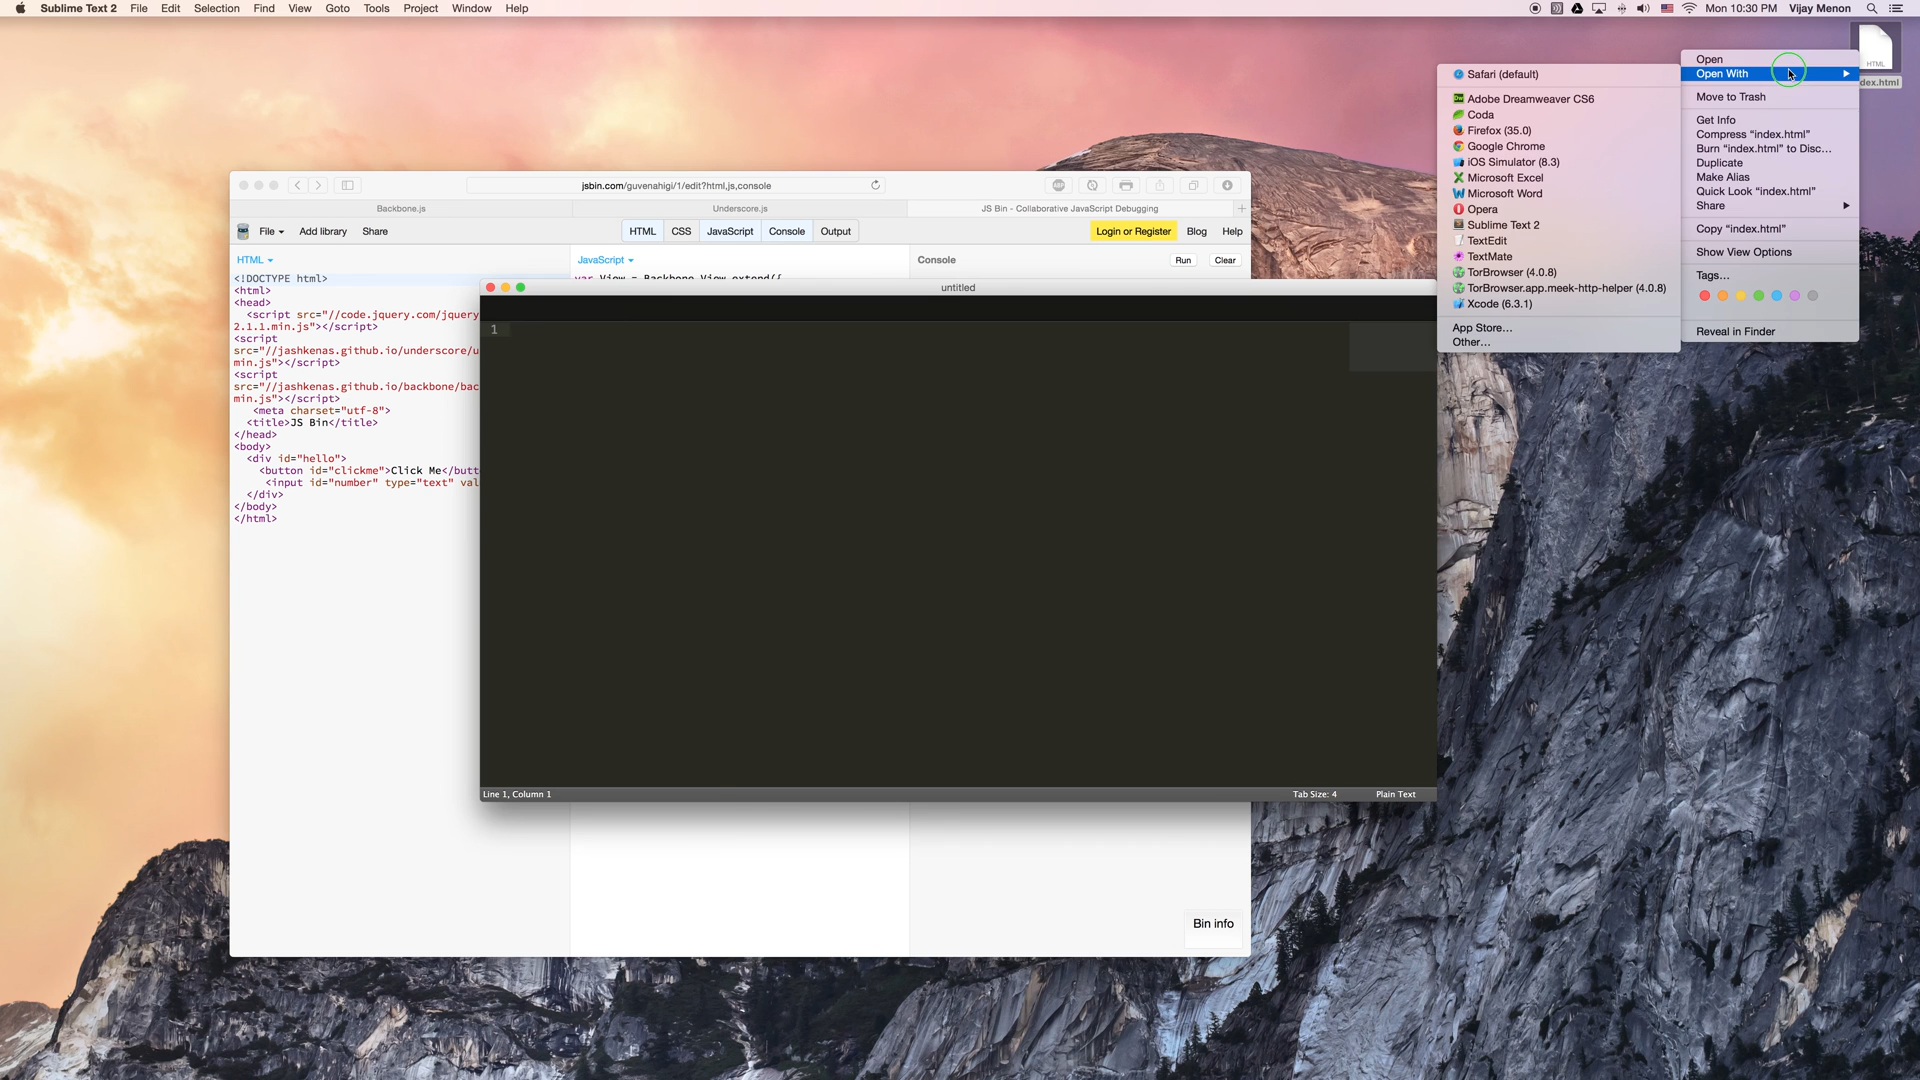 Sublime Text 2 File Edit Selection Find View Goto Tools Project Window Help Mon 10:30 PM Vijay Menon
HTML
dex.html
Open
Open With
Move to Trash
Get Info
Compress “index.html”
Burn “index.html” to Disc...
Duplicate
Make Alias
Quick Look “index.html”
Share
Copy “index.html”
Show View Options
Tags...
Reveal in Finder
Safari (default)
Adobe Dreamweaver CS6
Coda
Firefox (35.0)
Google Chrome
iOS Simulator (8.3)
Microsoft Excel
Microsoft Word
Opera
Sublime Text 2
TextEdit
TextMate
TorBrowser (4.0.8)
TorBrowser.app.meek-http-helper (4.0.8)
Xcode (6.3.1)
App Store...
Other...
jsbin.com/guvenahigi/1/edit?html,js,console
Backbone.js Underscore.js JS Bin - Collaborative JavaScript Debugging
File Add library Share HTML CSS JavaScript Console Output Login or Register Blog Help
HTML JavaScript Console Run Clear
<!DOCTYPE html>
<html>
<head>
<script src="//code.jquery.com/jquery
2.1.1.min.js"></script>
<script
src="//jashkenas.github.io/underscore/u
min.js"></script>
<script
src="//jashkenas.github.io/backbone/bac
min.js"></script>
<meta charset="utf-8">
<title>JS Bin</title>
</head>
<body>
<div id="hello">
<button id="clickme">Click Me</butt
<input id="number" type="text" val
</div>
</body>
</html>
var View = Backbone.View.extend({
untitled
1
Line 1, Column 1 Tab Size: 4 Plain Text
Bin info